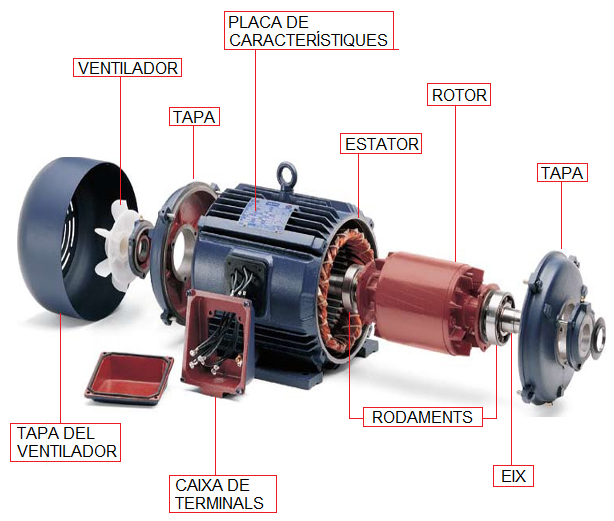 PLACA DE
CARACTERÍSTIQUES
VENTILADOR
ROTOR
TAPA
ESTATOR
TAPA
RODAMENTS
TAPA DEL
VENTILADOR
EIX
CAIXA DE
TERMINALS